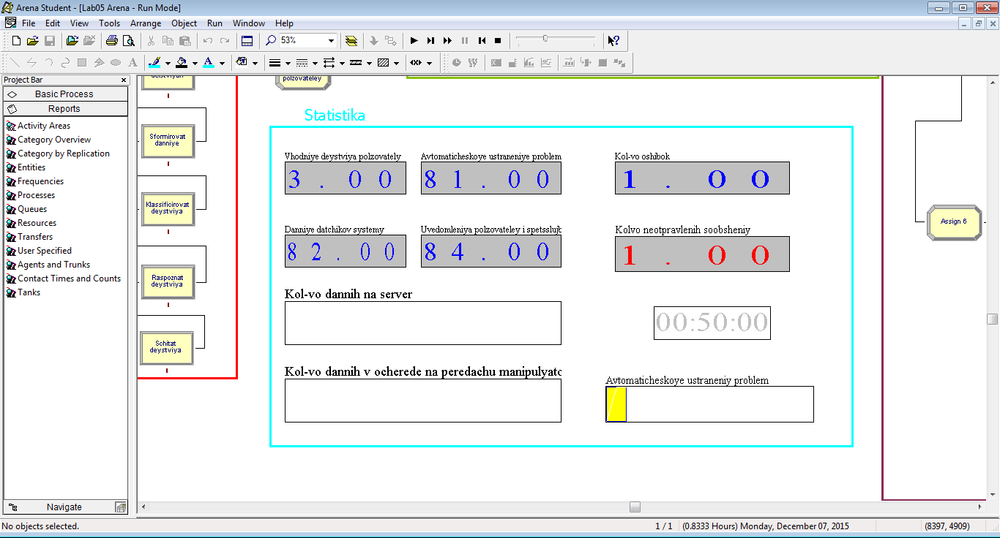 Arena Student - [Lab05 Arena - Run Mode]
File Edit View Tools Arrange Object Run Window Help
53%
Project Bar
Basic Process
Reports
Activity Areas
Category Overview
Category by Replication
Entities
Frequencies
Processes
Queues
Resources
Transfers
User Specified
Agents and Trunks
Contact Times and Counts
Tanks
Navigate
polzovateley
Sformirovat
danniye
Klassificirovat
deystviya
Raspoznat
deystviya
Schitat
deystviya
Statistika
Vhodniye deystviya polzovately
3.00
Avtomaticheskoye ustraneniye problem
81.00
Kol-vo oshibok
1.00
Danniye datchikov systemy
82.00
Uvedomleniya polzovateley i spetsslujb
84.00
Kolvo neotpravlenih soobsheniy
1.00
Kol-vo dannih na server
00:50:00
Kol-vo dannih v ocherede na peredachu manipulyato
Avtomaticheskoye ustraneniy problem
Assign 6
No objects selected.
1 / 1
(0.8333 Hours) Monday, December 07, 2015
(8397, 4909)